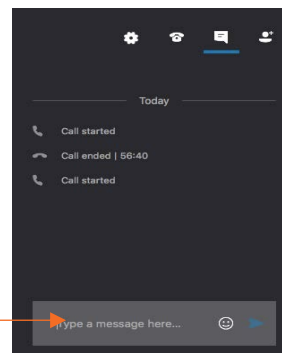 Today
Call started
Call ended | 56:40
Call started
Type a message here...